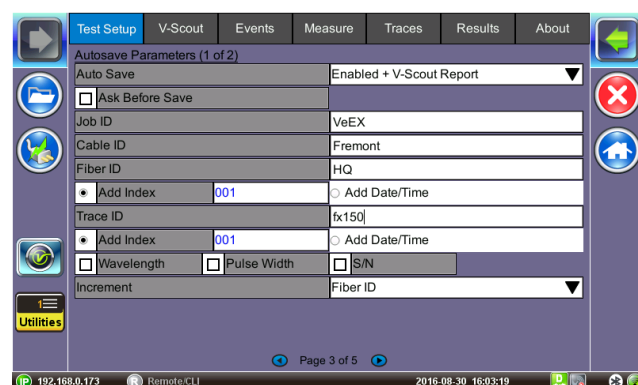 Test Setup V-Scout Events Measure Traces Results About
Autosave Parameters (1 of 2)
Auto Save Enabled + V-Scout Report
Ask Before Save
Job ID VeEX
Cable ID Fremont
Fiber ID HQ
Add Index 001 Add Date/Time
Trace ID fx150
Add Index 001 Add Date/Time
Wavelength Pulse Width S/N
Increment Fiber ID
1
Utilities
Page 3 of 5
IP 192.168.0.173 R Remote/CLI 2016-08-30 16:03:19